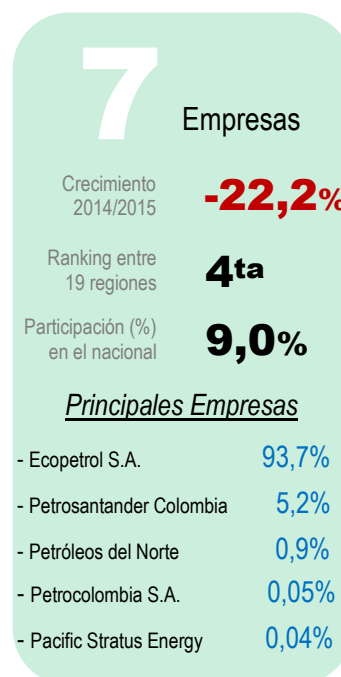 7 Empresas
Crecimiento
2014/2015 -22,2%
Ranking entre
19 regiones 4ta
Participación (%)
en el nacional 9,0%
Principales Empresas
- Ecopetrol S.A. 93,7%
- Petrosantander Colombia 5,2%
- Petróleos del Norte 0,9%
- Petrocolombia S.A. 0,05%
- Pacific Stratus Energy 0,04%